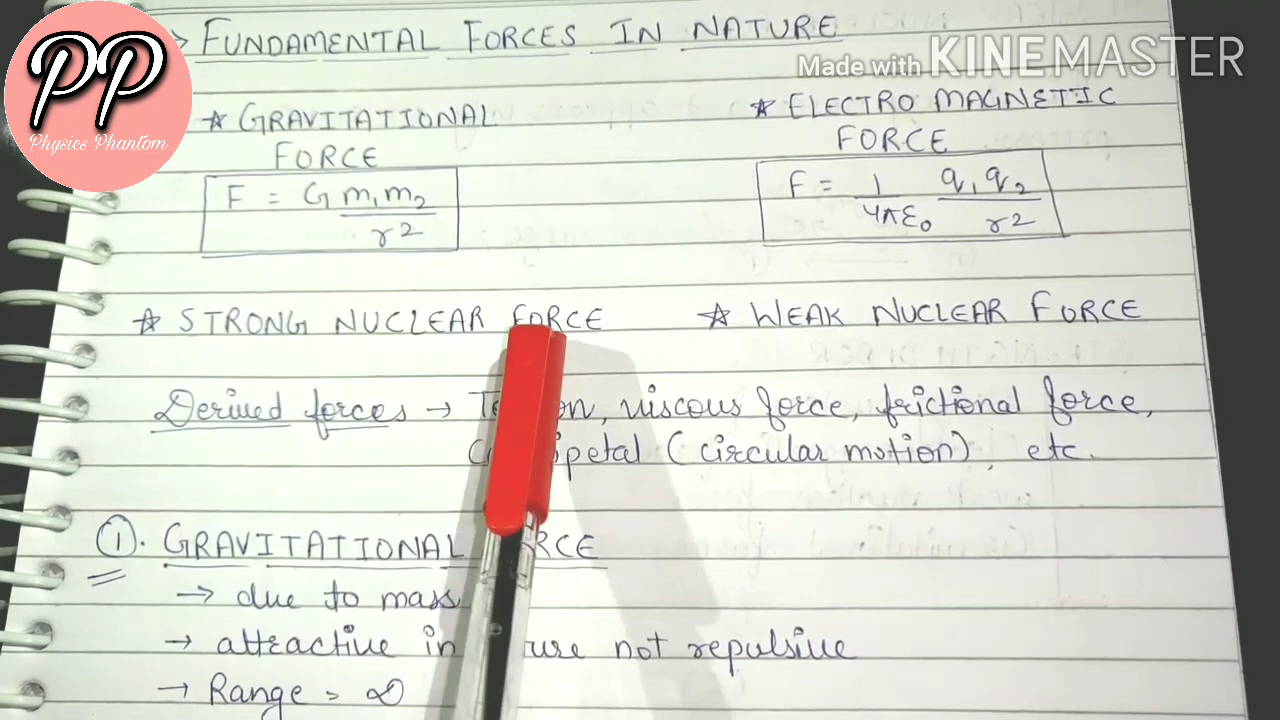 FUNDAMENTAL FORCES IN NATURE
Made with KINEMASTER
PP
Physics Phantom
☆ GRAVITATIONAL
FORCE
F = G m₁m₂ / r²
☆ ELECTRO MAGNETIC
FORCE
F = 1 / 4πε₀ q₁q₂ / r²
☆ STRONG NUCLEAR FORCE
☆ WEAK NUCLEAR FORCE
Derived forces → viscous force, frictional force,
(circular motion), etc.
①. GRAVITATIONAL
→ due to mass
→ attractive in not repulsive
→ Range = ∞